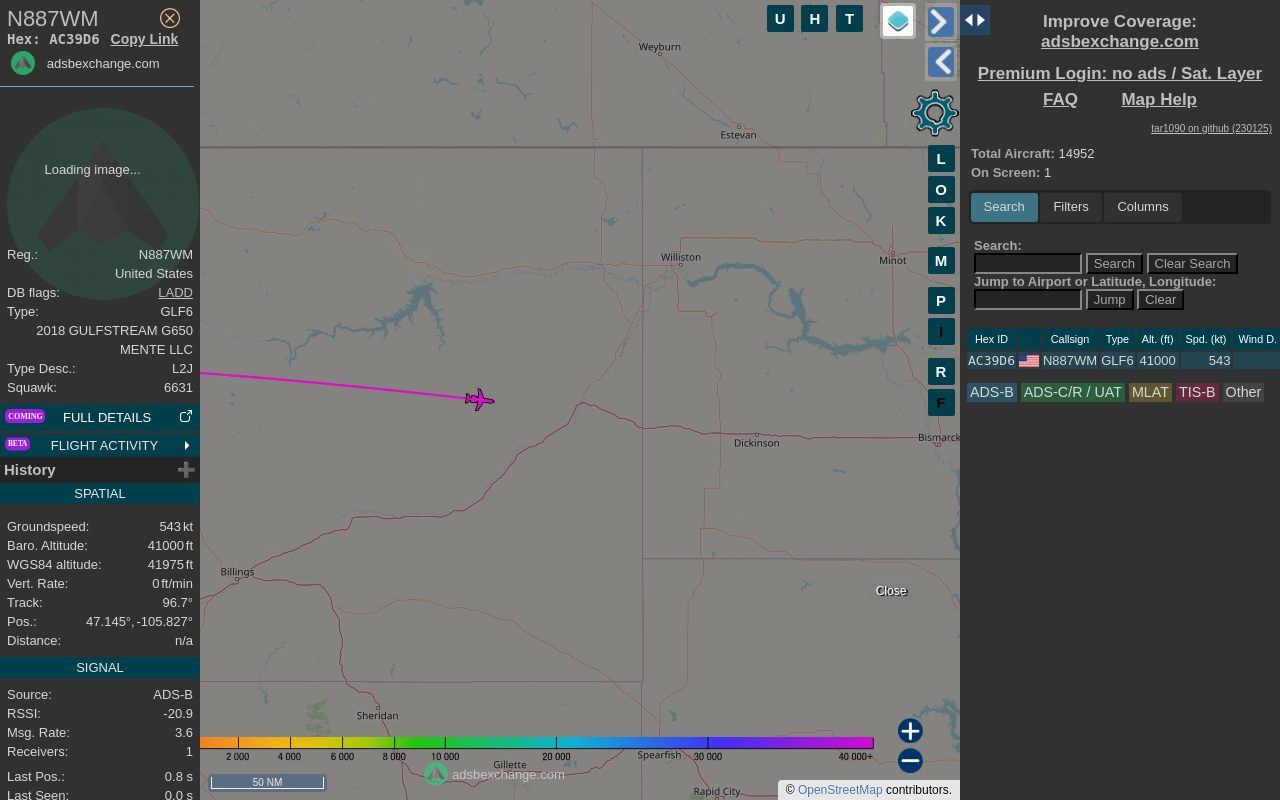 N887WM
Hex: AC39D6 Copy Link
adsbexchange.com
Loading image...
Reg.: N887WM
United States
DB flags: LADD
Type: GLF6
2018 GULFSTREAM G650
MENTE LLC
Type Desc.: L2J
Squawk: 6631
COMING FULL DETAILS
BETA FLIGHT ACTIVITY
History
SPATIAL
Groundspeed: 543 kt
Baro. Altitude: 41000 ft
WGS84 altitude: 41975 ft
Vert. Rate: 0 ft/min
Track: 96.7°
Pos.: 47.145°, -105.827°
Distance: n/a
SIGNAL
Source: ADS-B
RSSI: -20.9
Msg. Rate: 3.6
Receivers: 1
Last Pos.: 0.8 s
Last Seen: 0.0 s
U H T
L
O
K
M
P
I
R
F
Weyburn
Estevan
Williston
Minot
Dickinson
Bismarck
Billings
Close
Sheridan
2 000 4 000 6 000 8 000 10 000 20 000 30 000 40 000+
Spearfish
Gillette
Rapid City
50 NM
adsbexchange.com
© OpenStreetMap contributors.
Improve Coverage:
adsbexchange.com
Premium Login: no ads / Sat. Layer
FAQ Map Help
tar1090 on github (230125)
Total Aircraft: 14952
On Screen: 1
Search Filters Columns
Search:
Search Clear Search
Jump to Airport or Latitude, Longitude:
Jump Clear
Hex ID Callsign Type Alt. (ft) Spd. (kt) Wind D.
AC39D6 N887WM GLF6 41000 543
ADS-B ADS-C/R / UAT MLAT TIS-B Other